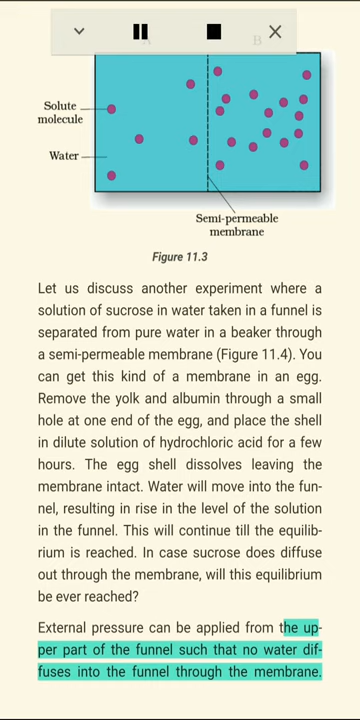 A
B
Solute
molecule
Water
Semi-permeable
membrane
Figure 11.3
Let us discuss another experiment where a
solution of sucrose in water taken in a funnel is
separated from pure water in a beaker through
a semi-permeable membrane (Figure 11.4). You
can get this kind of a membrane in an egg.
Remove the yolk and albumin through a small
hole at one end of the egg, and place the shell
in dilute solution of hydrochloric acid for a few
hours. The egg shell dissolves leaving the
membrane intact. Water will move into the fun-
nel, resulting in rise in the level of the solution
in the funnel. This will continue till the equilib-
rium is reached. In case sucrose does diffuse
out through the membrane, will this equilibrium
be ever reached?
External pressure can be applied from the up-
per part of the funnel such that no water dif-
fuses into the funnel through the membrane.